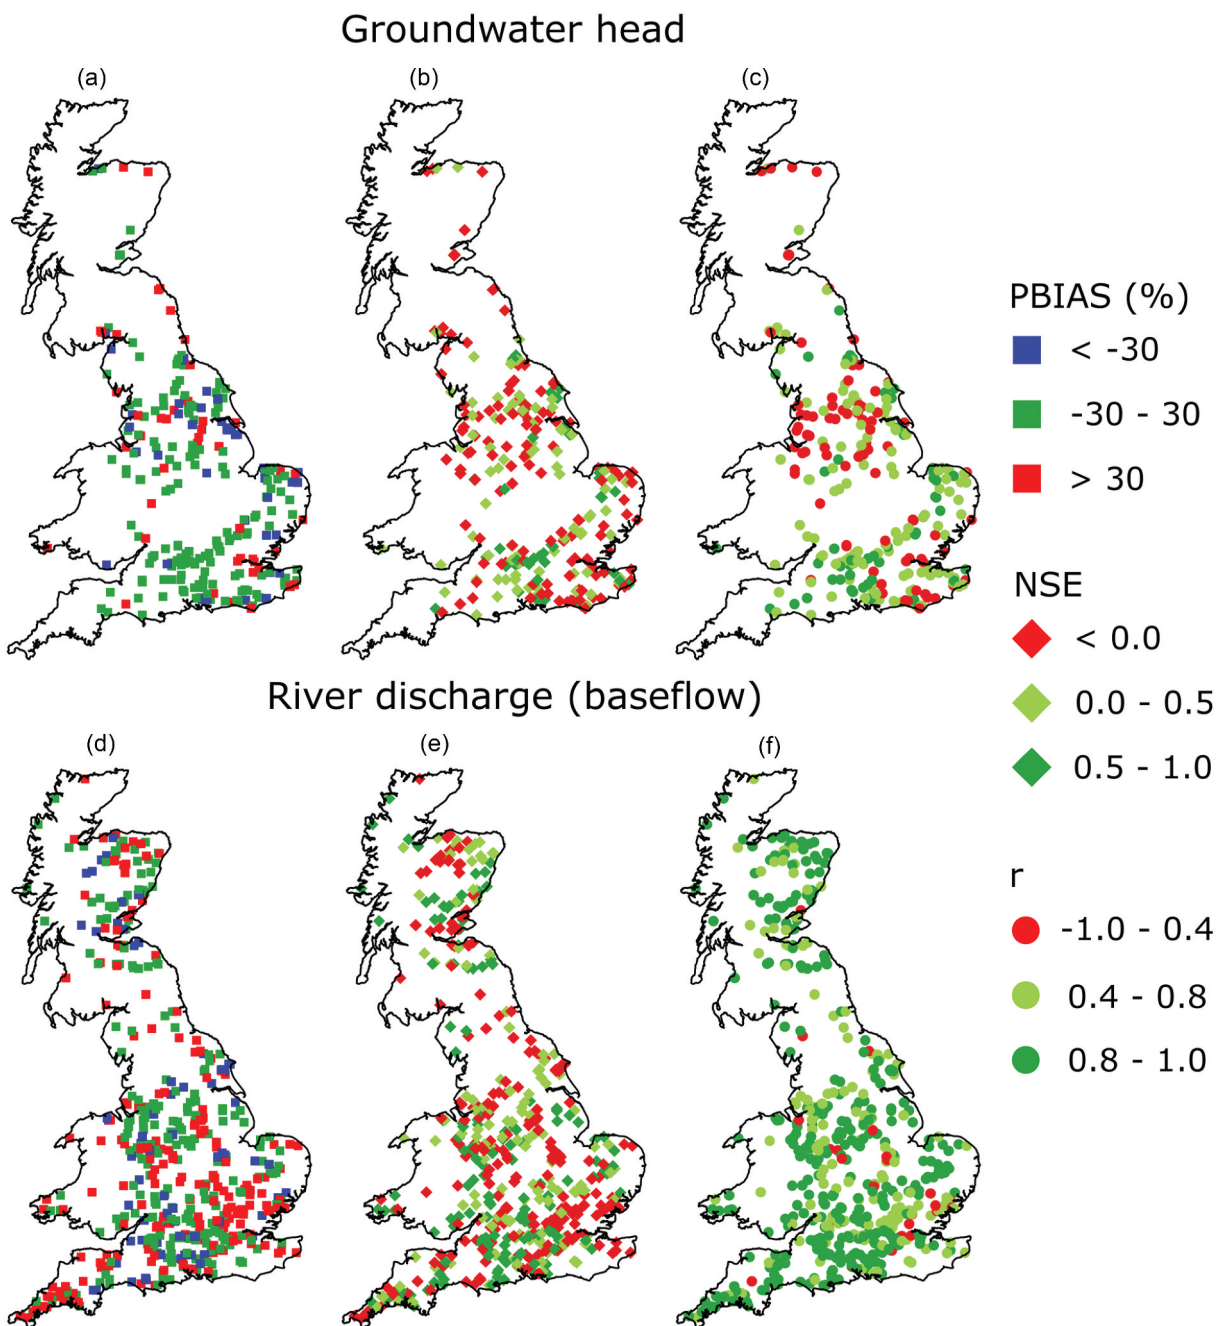 Groundwater head
(a)
(b)
(c)
PBIAS (%)
< -30
-30 - 30
> 30
NSE
< 0.0
0.0 - 0.5
0.5 - 1.0
River discharge (baseflow)
(d)
(e)
(f)
r
-1.0 - 0.4
0.4 - 0.8
0.8 - 1.0